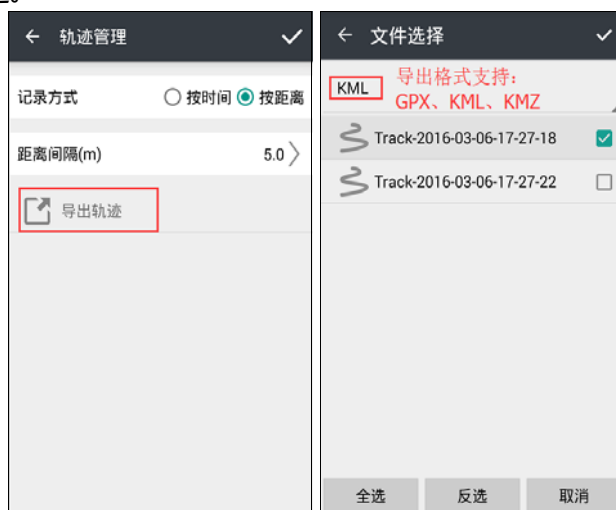 轨迹管理
记录方式
按时间
按距离
距离间隔(m)
5.0
导出轨迹
文件选择
KML
导出格式支持:
GPX、KML、KMZ
Track-2016-03-06-17-27-18
Track-2016-03-06-17-27-22
全选
反选
取消